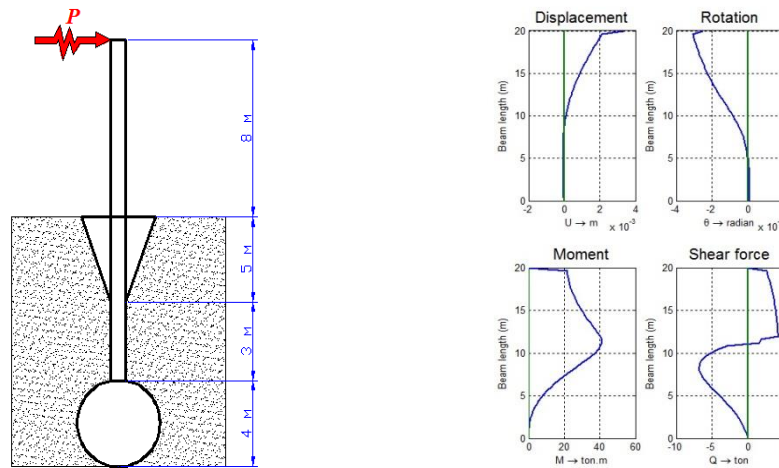 P
8 M
5 M
3 M
4 M
Displacement
20
15
10
5
0
Beam length (m)
-2 0 2 4
U → m x 10⁻³
Rotation
20
15
10
5
0
Beam length (m)
-4 -2 0 2
θ → radian x 10
Moment
20
15
10
5
0
Beam length (m)
0 20 40 60
M → ton.m
Shear force
20
15
10
5
0
Beam length (m)
-10 -5 0
Q → ton